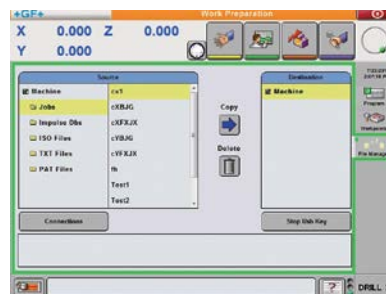 +GF+ Work Preparation
X 0.000 Z 0.000
Y 0.000
Source Destination
Machine cv1 Machine
Jobs cXBJG
Impulse Dbs cXFXJX Copy
ISO Files cYBJG
TXT Files cYFXJX Delete
PAT Files fh
Test1
Test2
Connections Stop Usb Key
Program
File Manager
? DRILL